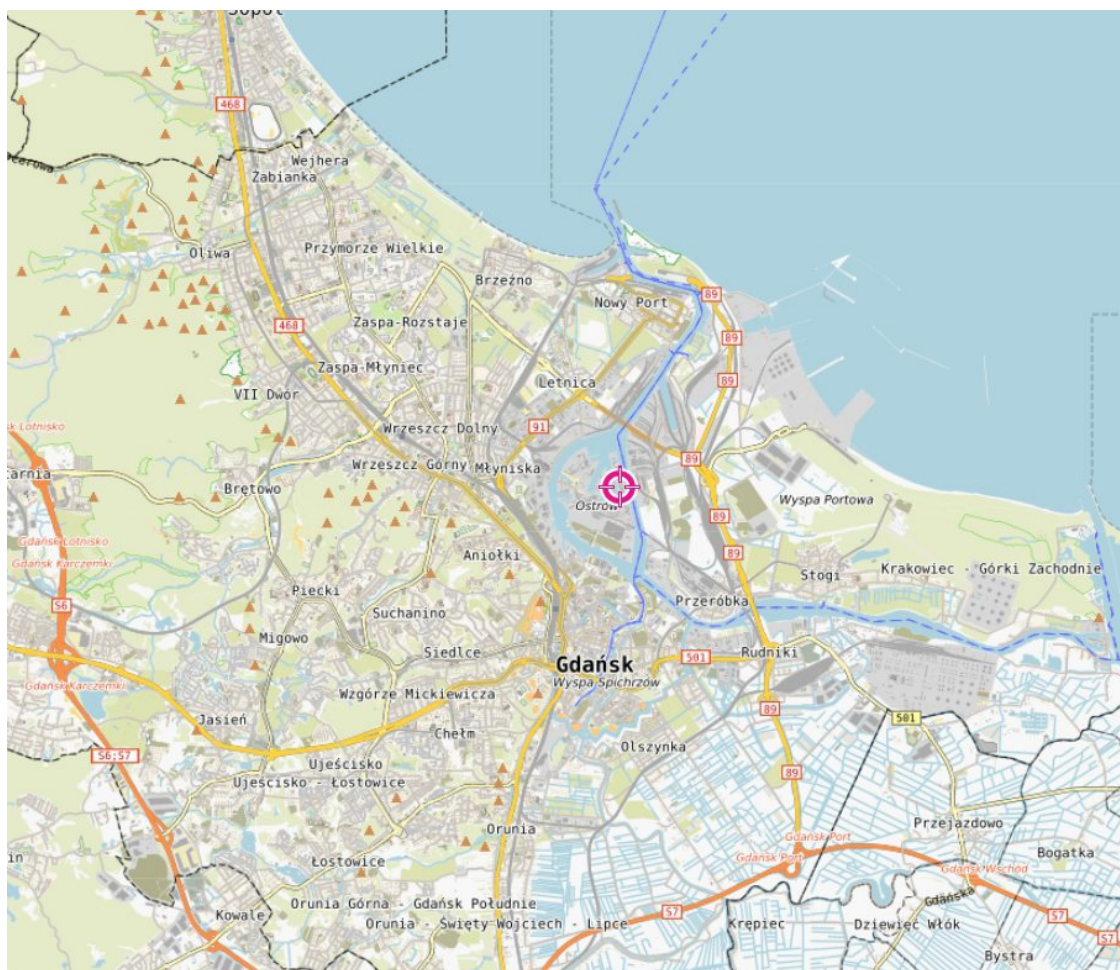 468
Wejhera
Żabianka
Oliwa
Przymorze Wielkie
Brzeźno
Nowy Port
89
468
Zaspa-Rozstaje
89
Zaspa-Młyniec
89
VII Dwór
Letnica
91
Wrzeszcz Dolny
Wrzeszcz Górny
Młyniska
89
Brętowo
Ostrów
Wyspa Portowa
89
Gdańsk Lotnisko
Gdańsk Karczemki
Aniołki
89
Stogi
Krakowiec - Górki Zachodnie
Piecki
S6
Suchanino
Przeróbka
Migowo
Siedlce
Gdańsk
501
Rudniki
Wyspa Spichrzów
Gdańsk Karczemki
Wzgórze Mickiewicza
Jasień
89
501
Chełm
Olszynka
S6;S7
Ujeścisko
Ujeścisko - Łostowice
89
Orunia
Przejazdowo
Gdańsk Port
Gdańsk Port
Bogatka
Łostowice
Gdańsk Wschód
Gdańska
Orunia Górna - Gdańsk Południe
S7
S7
Kowale
Orunia - Święty Wojciech - Lipce
Krępiec
Dziewięć Włók
S7
Bystra